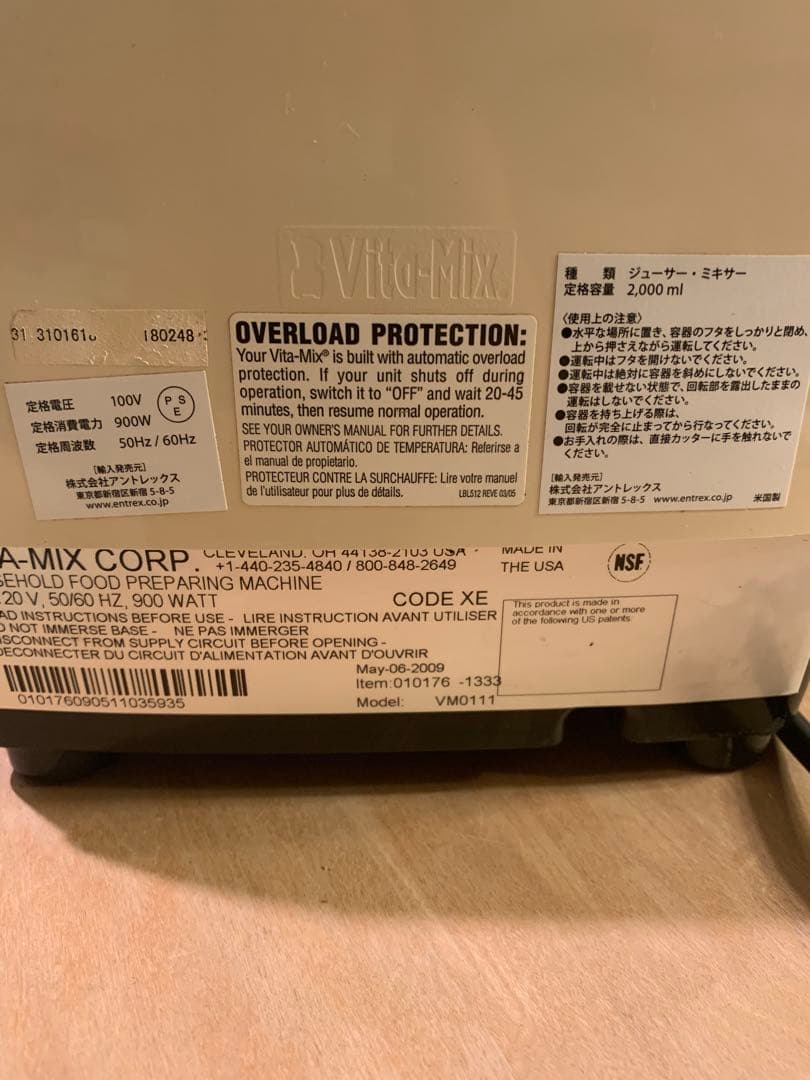 Vita-Mix
31 310161
180248
定格電圧 100V
定格消費電力 900W
定格周波数 50Hz / 60Hz
P S
E
[輸入発売元]
株式会社アントレックス
東京都新宿区新宿 5-8-5
www.entrex.co.jp
OVERLOAD PROTECTION:
Your Vita-Mix® is built with automatic overload
protection. If your unit shuts off during
operation, switch it to "OFF" and wait 20-45
minutes, then resume normal operation.
SEE YOUR OWNER'S MANUAL FOR FURTHER DETAILS.
PROTECTOR AUTOMÁTICO DE TEMPERATURA: Referirse a
el manual de propietario.
PROTECTEUR CONTRE LA SURCHAUFFE: Lire votre manuel
de l'utilisateur pour plus de détails.
LBL512 REVE 03/05
種 類 ジューサー・ミキサー
定格容量 2,000 ml
〈使用上の注意〉
●水平な場所に置き、容器のフタをしっかりと閉め、
上から押さえながら運転してください。
●運転中はフタを開けないでください。
●運転中は絶対に容器を斜めにしないでください。
●容器を載せない状態で、回転部を露出したままの
運転はしないでください。
●容器を持ち上げる際は、
回転が完全に止まってから行なってください。
●お手入れの際は、直接カッターに手を触れないで
ください。
[輸入発売元]
株式会社アントレックス
東京都新宿区新宿 5-8-5 www.entrex.co.jp 米国製
A-MIX CORP. CLEVELAND. OH 44138-2103 USA
+1-440-235-4840 / 800-848-2649
MADE IN
THE USA
NSF
EHOLD FOOD PREPARING MACHINE
20 V, 50/60 HZ, 900 WATT CODE XE
AD INSTRUCTIONS BEFORE USE - LIRE INSTRUCTION AVANT UTILISER
NOT IMMERSE BASE - NE PAS IMMERGER
ISCONNECT FROM SUPPLY CIRCUIT BEFORE OPENING -
DECONNECTER DU CIRCUIT D'ALIMENTATION AVANT D'OUVRIR
This product is made in
accordance with one or more
of the following US patents
010176090511035935
May-06-2009
Item:010176 -1333
Model: VM0111